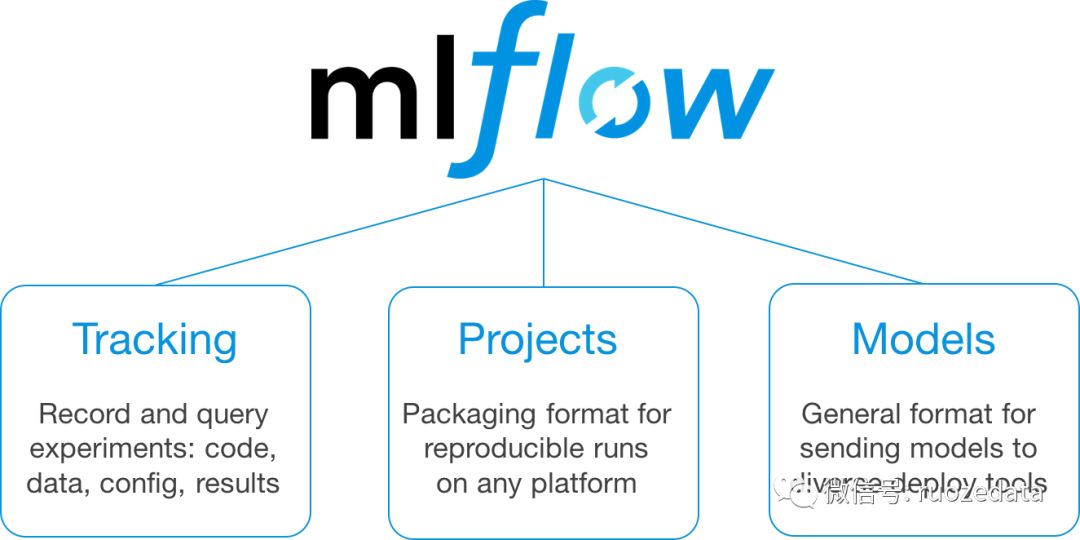 mlflow
Tracking
Record and query
experiments: code,
data, config, results
Projects
Packaging format for
reproducible runs
on any platform
Models
General format for
sending models to
diverse deploy tools
微信号: ruozedata